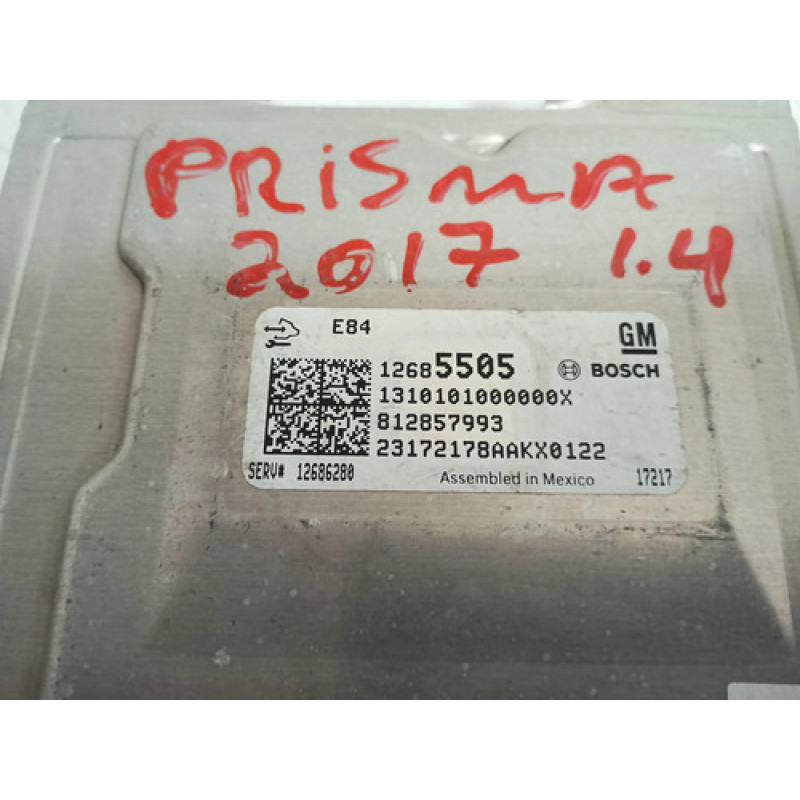 PRiSMA
2017 1.4
E84 GM
12685505 BOSCH
1310101000000X
812857993
23172178AAKX0122
SERV# 12686280 Assembled in Mexico 17217